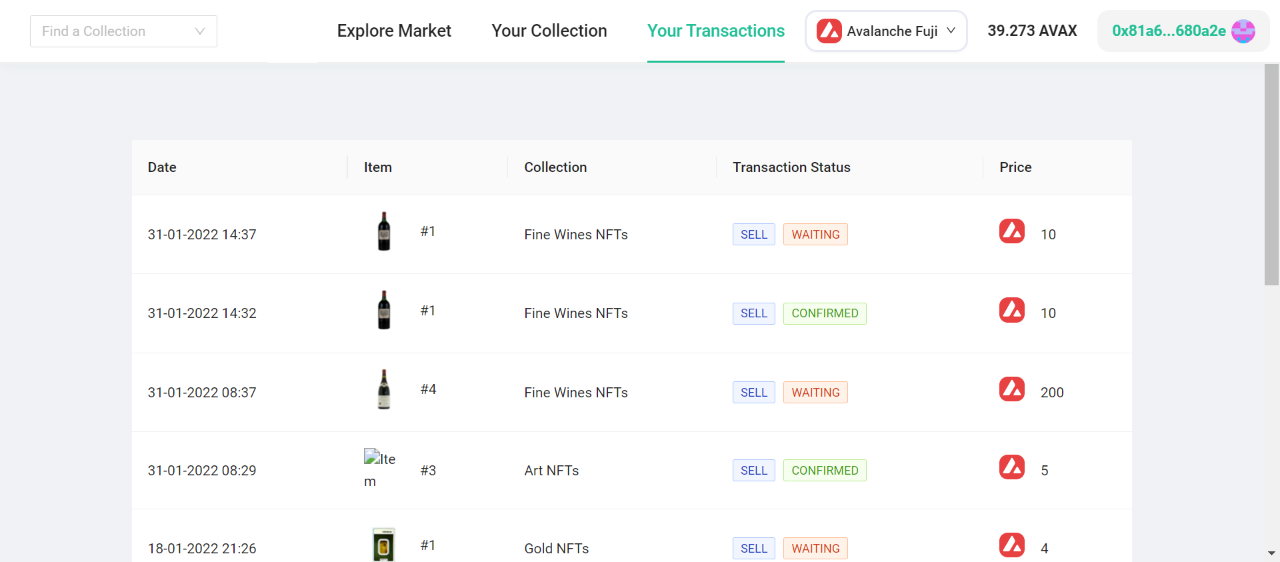 Find a Collection
Explore Market
Your Collection
Your Transactions
Avalanche Fuji
39.273 AVAX
0x81a6...680a2e
Date Item Collection Transaction Status Price
31-01-2022 14:37 #1 Fine Wines NFTs SELL WAITING 10
31-01-2022 14:32 #1 Fine Wines NFTs SELL CONFIRMED 10
31-01-2022 08:37 #4 Fine Wines NFTs SELL WAITING 200
31-01-2022 08:29 Item #3 Art NFTs SELL CONFIRMED 5
18-01-2022 21:26 #1 Gold NFTs SELL WAITING 4